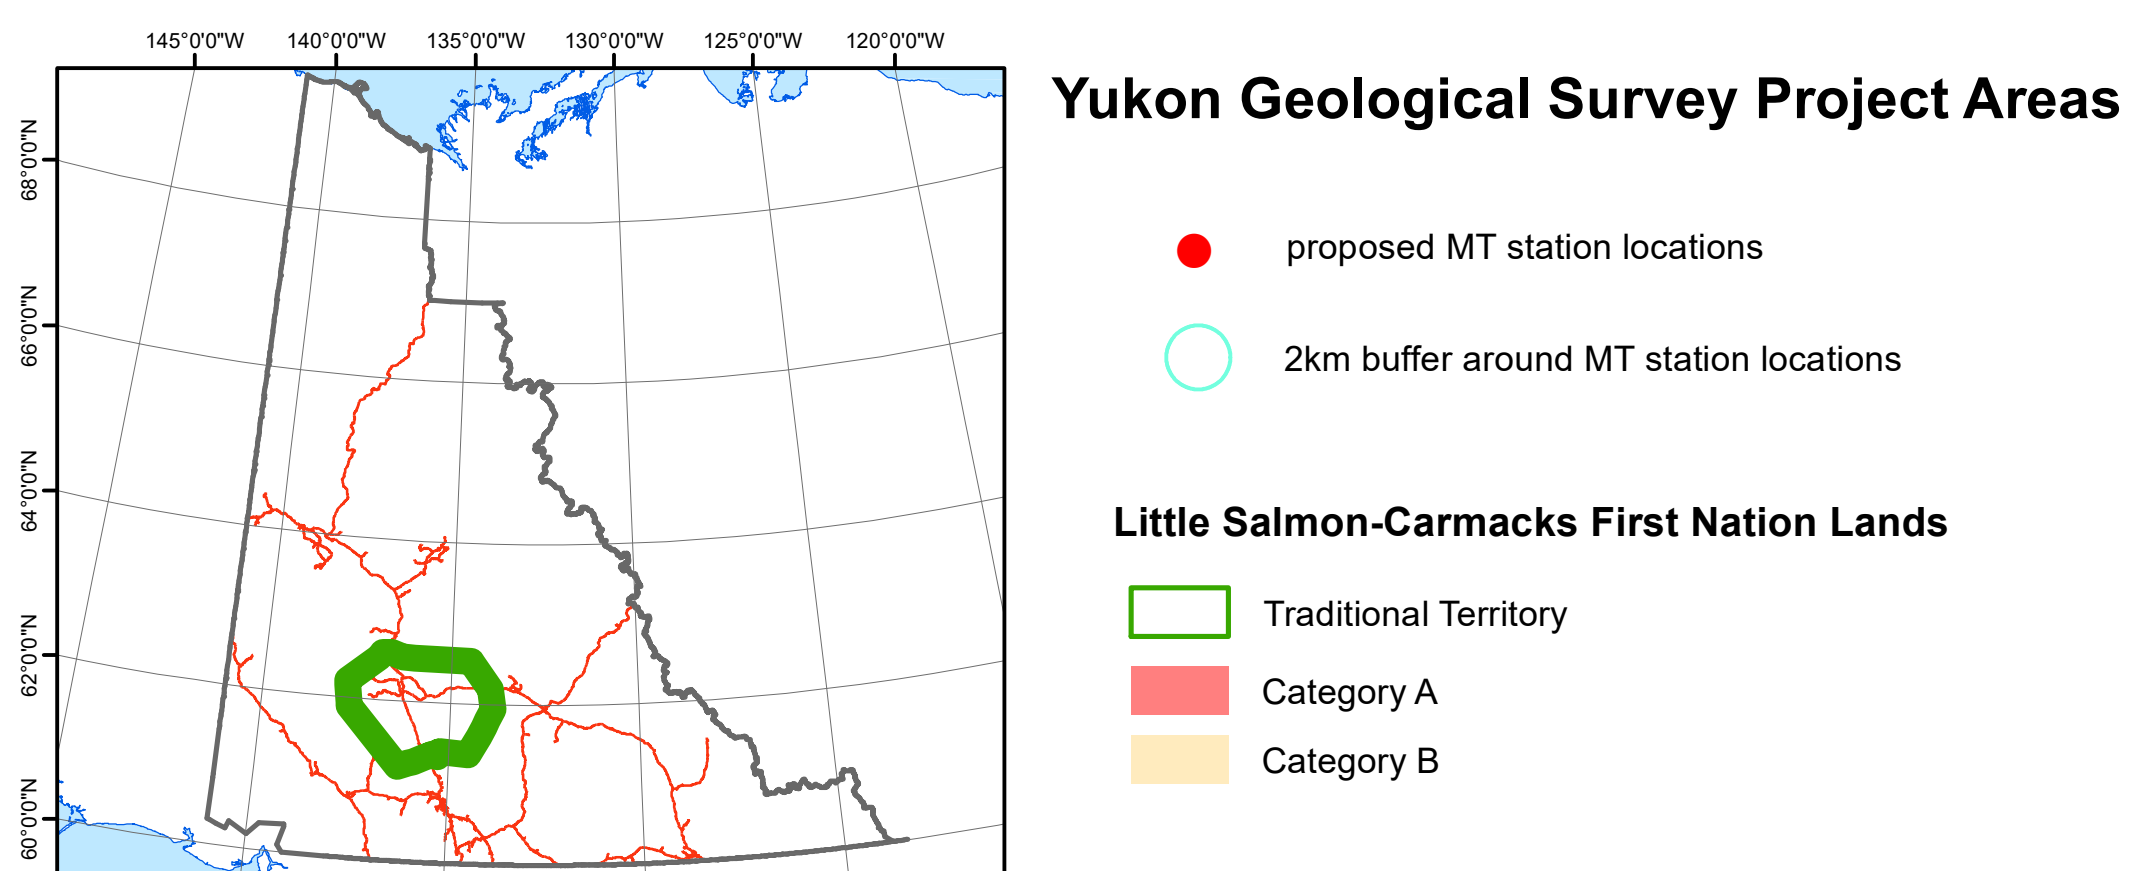 145°0'0"W 140°0'0"W 135°0'0"W 130°0'0"W 125°0'0"W 120°0'0"W
68°0'0"N
66°0'0"N
64°0'0"N
62°0'0"N
60°0'0"N
Yukon Geological Survey Project Areas
proposed MT station locations
2km buffer around MT station locations
Little Salmon-Carmacks First Nation Lands
Traditional Territory
Category A
Category B